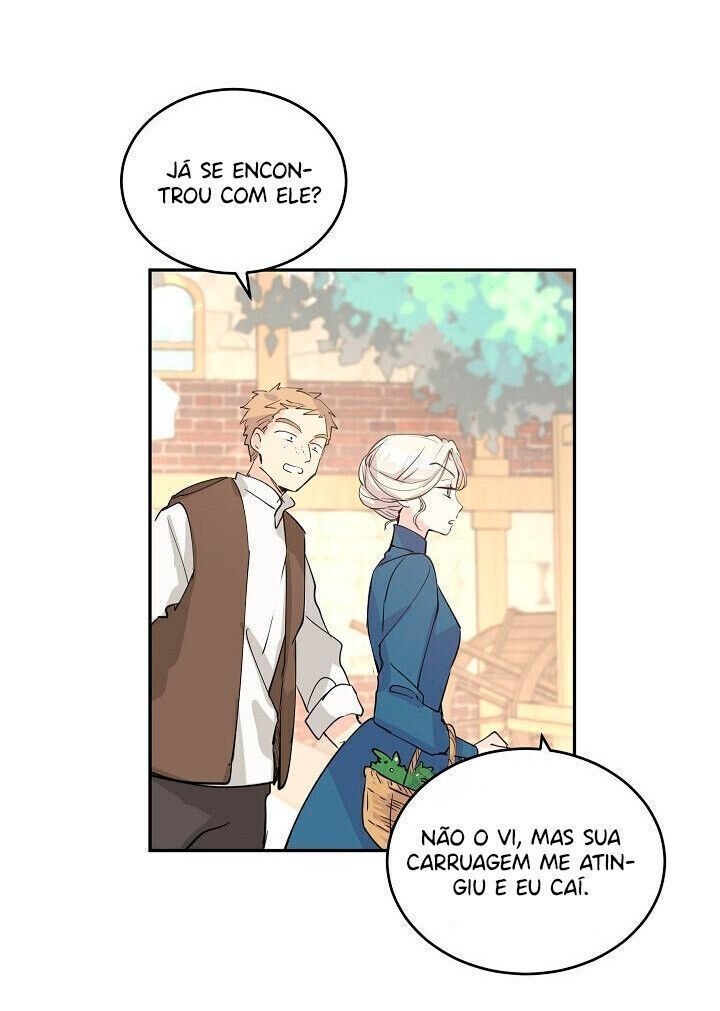 JÁ SE ENCON-
TROU COM ELE?
NÃO O VI, MAS SUA
CARRUAGEM ME ATIN-
GIU E EU CAÍ.